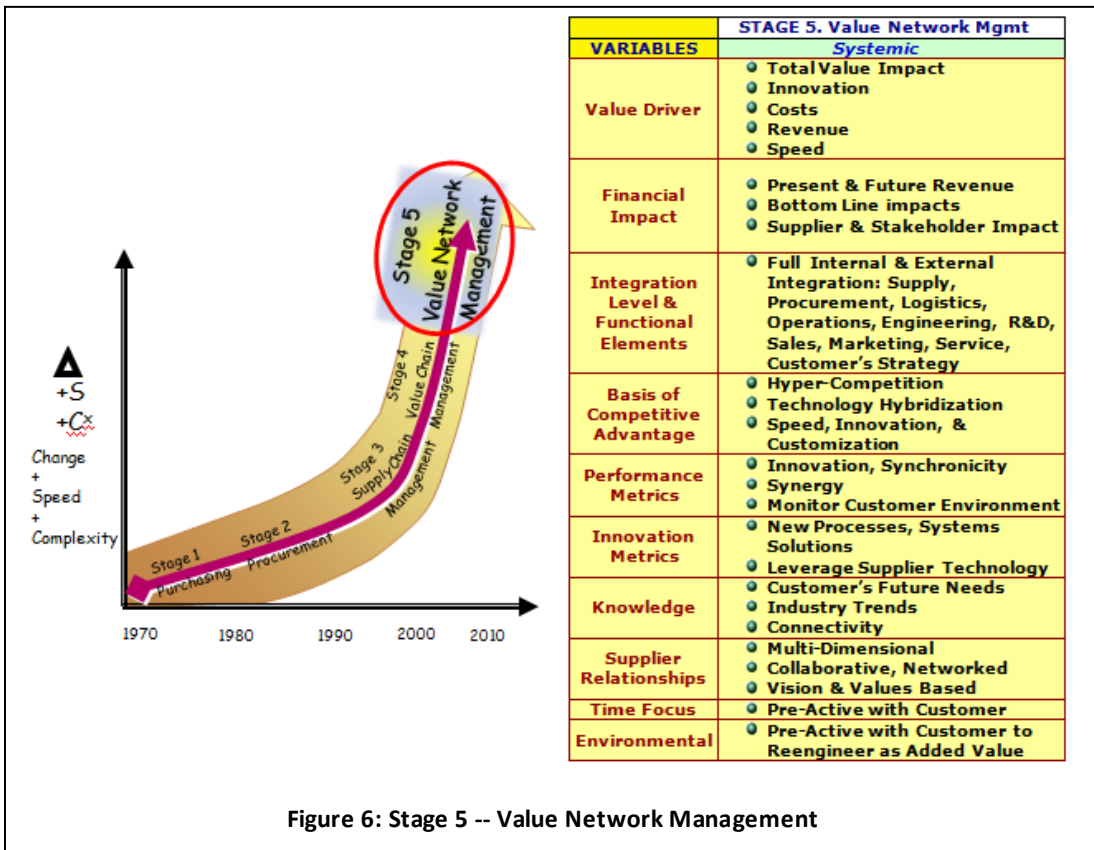 Stage 5
Value Network
Management
Stage 4
Value Chain
Management
Stage 3
Supply Chain
Management
Stage 2
Procurement
Stage 1
Purchasing
Δ
+S
+Cˣ
Change
+
Speed
+
Complexity
1970 1980 1990 2000 2010
STAGE 5. Value Network Mgmt
VARIABLES Systemic
Value Driver
Total Value Impact
Innovation
Costs
Revenue
Speed
Financial
Impact
Present & Future Revenue
Bottom Line impacts
Supplier & Stakeholder Impact
Integration
Level &
Functional
Elements
Full Internal & External
Integration: Supply,
Procurement, Logistics,
Operations, Engineering, R&D,
Sales, Marketing, Service,
Customer's Strategy
Basis of
Competitive
Advantage
Hyper-Competition
Technology Hybridization
Speed, Innovation, &
Customization
Performance
Metrics
Innovation, Synchronicity
Synergy
Monitor Customer Environment
Innovation
Metrics
New Processes, Systems
Solutions
Leverage Supplier Technology
Knowledge
Customer's Future Needs
Industry Trends
Connectivity
Supplier
Relationships
Multi-Dimensional
Collaborative, Networked
Vision & Values Based
Time Focus
Pre-Active with Customer
Environmental
Pre-Active with Customer to
Reengineer as Added Value
Figure 6: Stage 5 -- Value Network Management